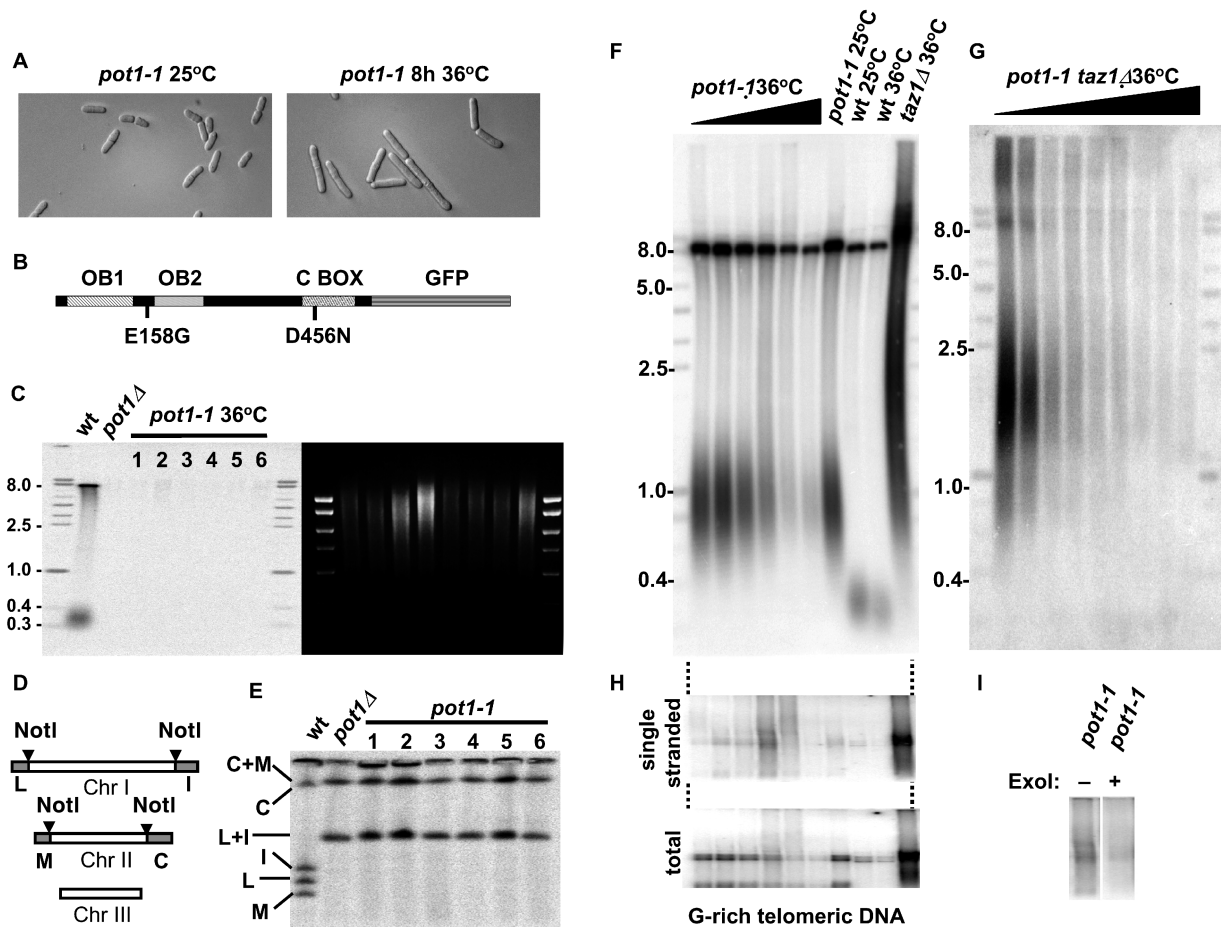 A
pot1-1 25°C
pot1-1 8h 36°C
B
OB1 OB2 C BOX GFP
E158G D456N
C
wt
pot1Δ
pot1-1 36°C
1 2 3 4 5 6
8.0 -
2.5 -
1.0 -
0.4 -
0.3 -
D
NotI NotI
L Chr I I
NotI NotI
M Chr II C
Chr III
E
wt
pot1Δ
pot1-1
1 2 3 4 5 6
C+M
C
L+I
I
L
M
F
pot1-136°C
pot1-1 25°C
wt 25°C
wt 36°C
taz1Δ 36°C
8.0-
5.0-
2.5-
1.0-
0.4-
G
pot1-1 taz1Δ36°C
8.0-
5.0-
2.5-
1.0-
0.4-
H
single
stranded
total
G-rich telomeric DNA
I
pot1-1
pot1-1
ExoI: – +